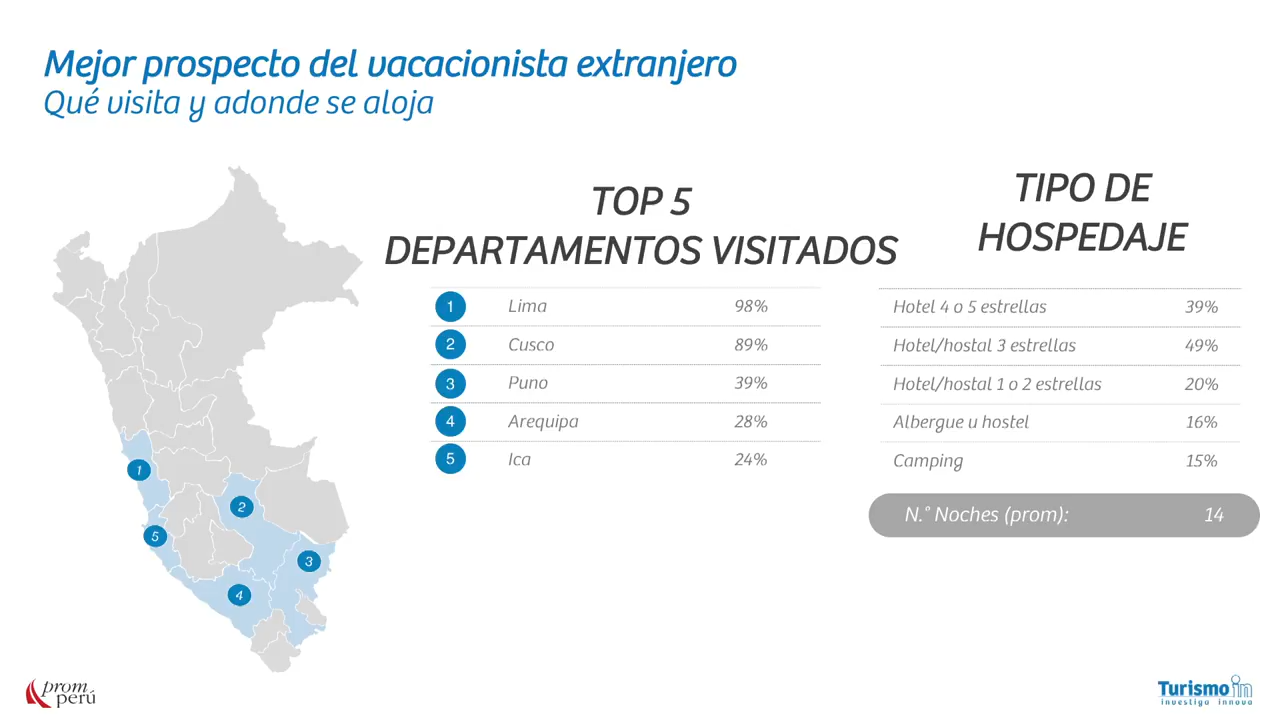 Mejor prospecto del vacacionista extranjero
Qué visita y adonde se aloja
TOP 5
DEPARTAMENTOS VISITADOS
1 Lima 98%
2 Cusco 89%
3 Puno 39%
4 Arequipa 28%
5 Ica 24%
TIPO DE
HOSPEDAJE
Hotel 4 o 5 estrellas 39%
Hotel/hostal 3 estrellas 49%
Hotel/hostal 1 o 2 estrellas 20%
Albergue u hostel 16%
Camping 15%
N.° Noches (prom): 14
1
2
5
3
4
prom
perú
Turismo in
investiga innova